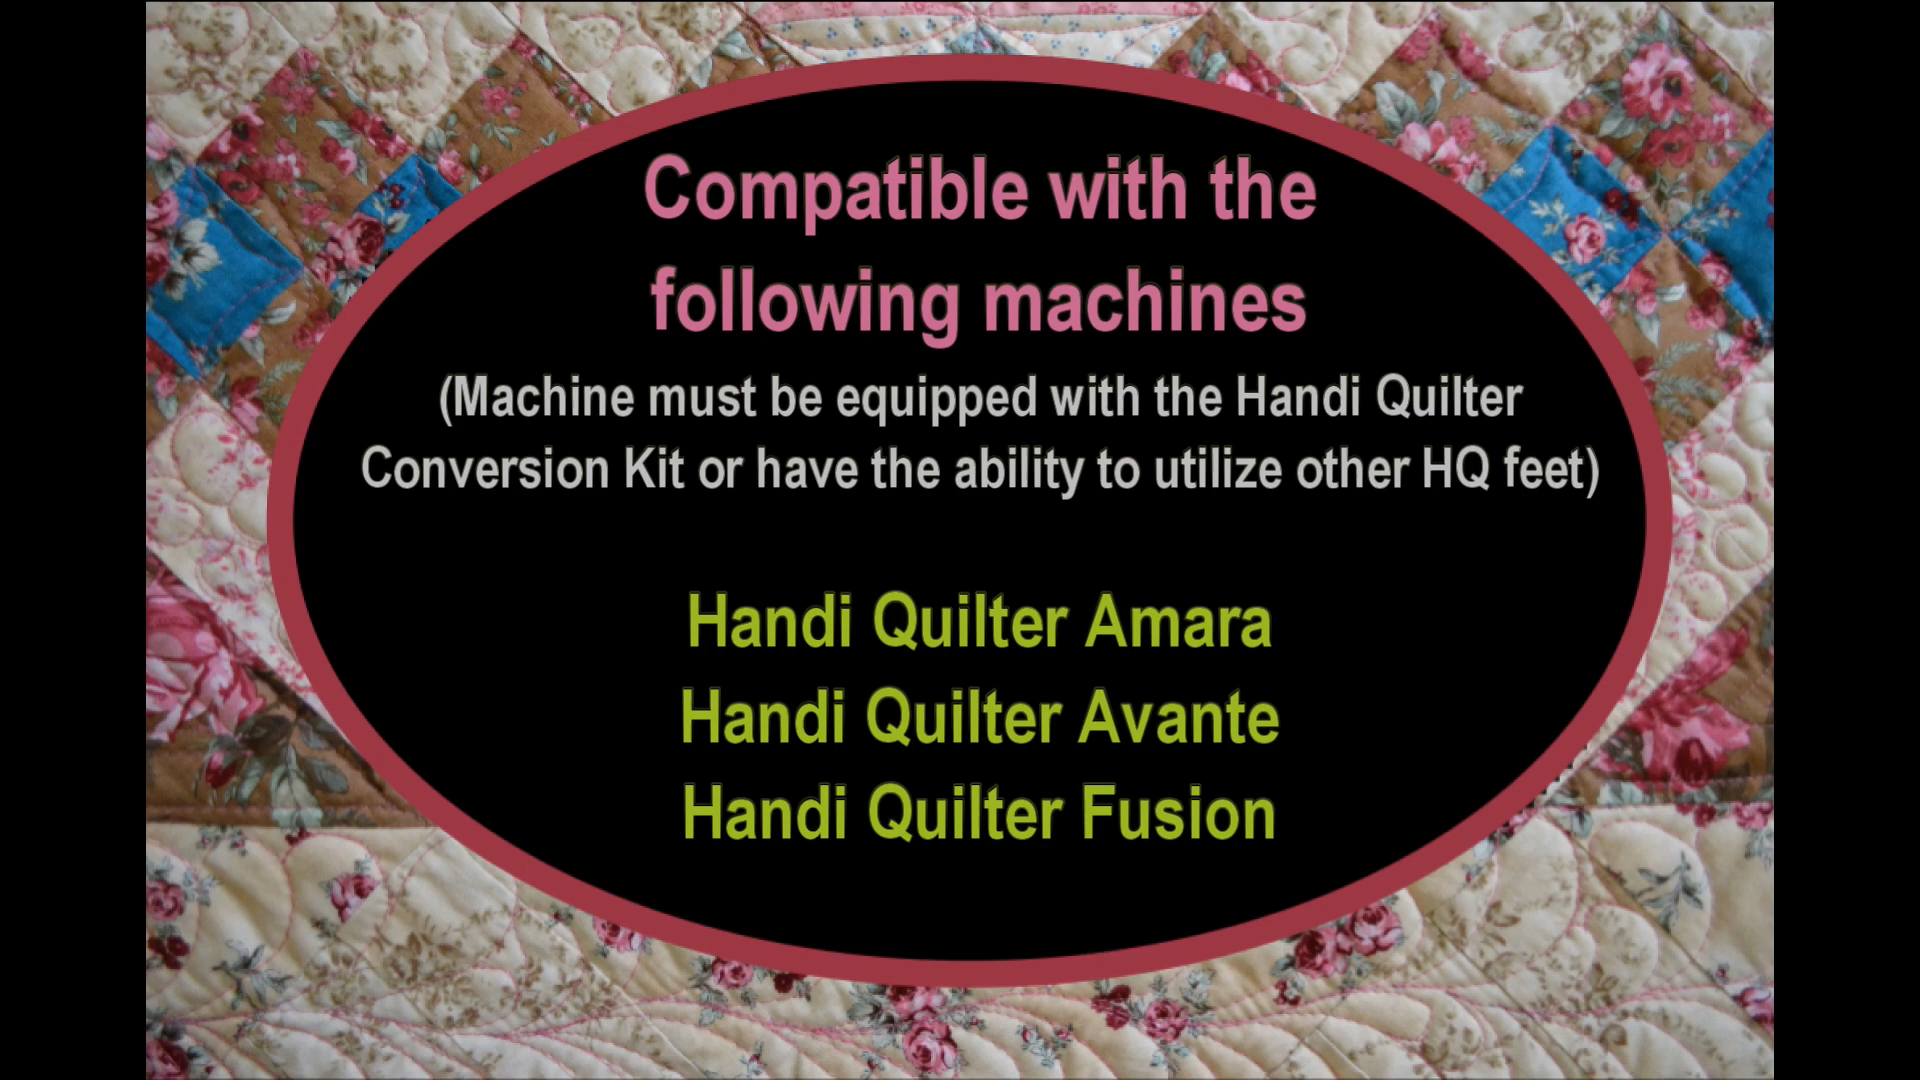 Compatible with the
following machines
(Machine must be equipped with the Handi Quilter
Conversion Kit or have the ability to utilize other HQ feet)
Handi Quilter Amara
Handi Quilter Avante
Handi Quilter Fusion